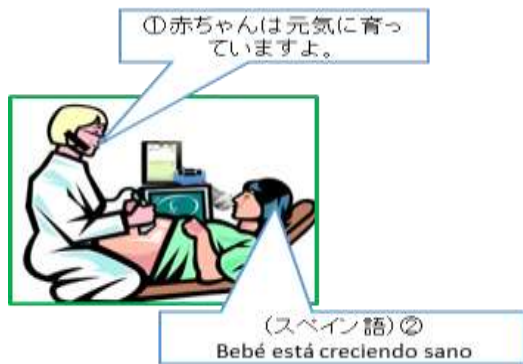 ①赤ちゃんは元気に育っ
ていますよ。
(スペイン語)②
Bebé está creciendo sano